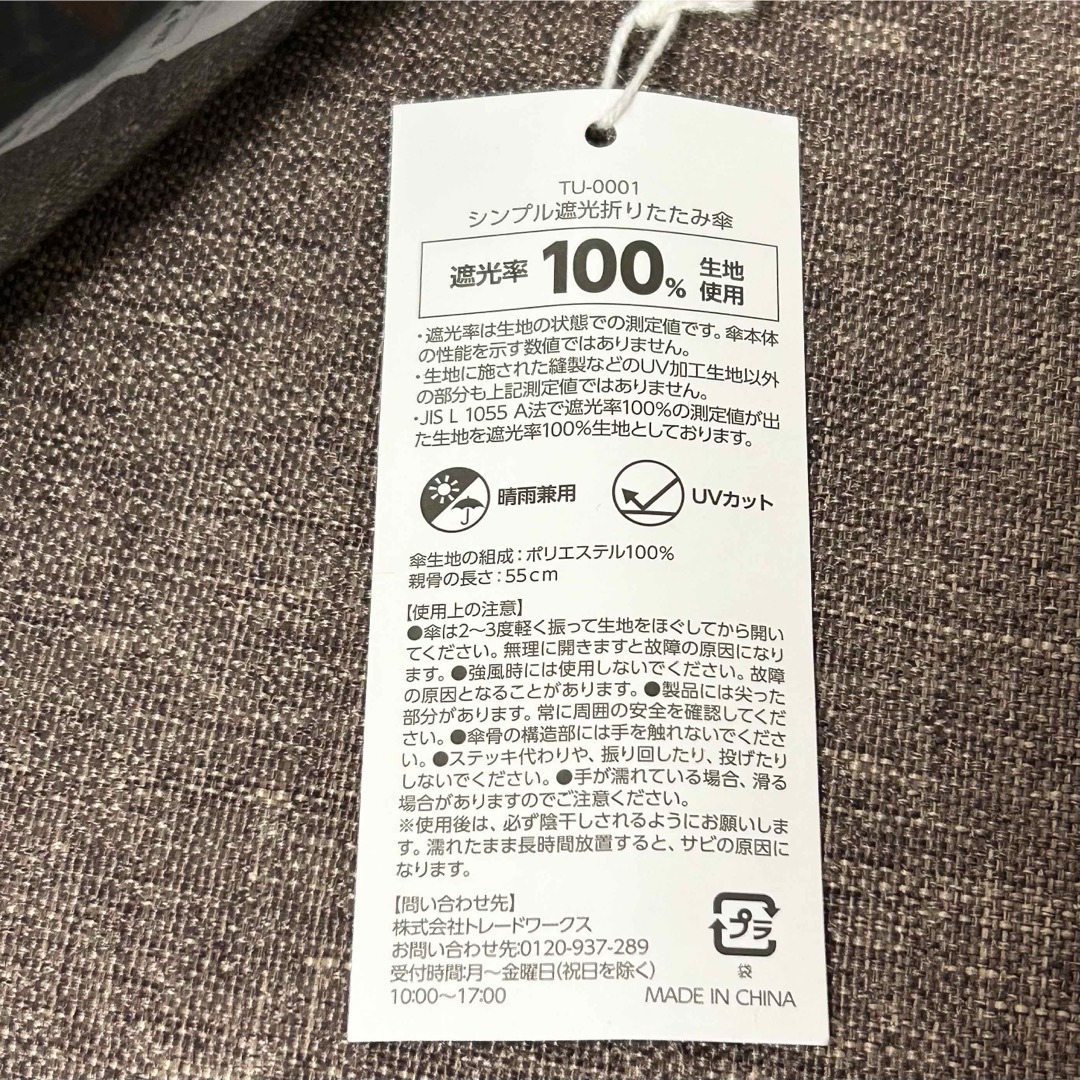 TU-0001
シンプル遮光折りたたみ傘
遮光率 100% 生地使用
・遮光率は生地の状態での測定値です。傘本体
の性能を示す数値ではありません。
・生地に施された縫製などのUV加工生地以外
の部分も上記測定値ではありません。
・JIS L 1055 A法で遮光率100%の測定値が出
た生地を遮光率100%生地としております。
晴雨兼用 UVカット
傘生地の組成：ポリエステル100%
親骨の長さ：55cm
【使用上の注意】
●傘は2〜3度軽く振って生地をほぐしてから開い
てください。無理に開きますと故障の原因になり
ます。●強風時には使用しないでください。故障
の原因となることがあります。●製品には尖った
部分があります。常に周囲の安全を確認してくだ
さい。●傘骨の構造部には手を触れないでくださ
い。●ステッキ代わりや、振り回したり、投げたり
しないでください。●手が濡れている場合、滑る
場合がありますのでご注意ください。
※使用後は、必ず陰干しされるようにお願いしま
す。濡れたまま長時間放置すると、サビの原因に
なります。
【問い合わせ先】
株式会社トレードワークス
お問い合わせ先:0120-937-289
受付時間:月〜金曜日(祝日を除く)
10:00〜17:00
プラ
袋
MADE IN CHINA